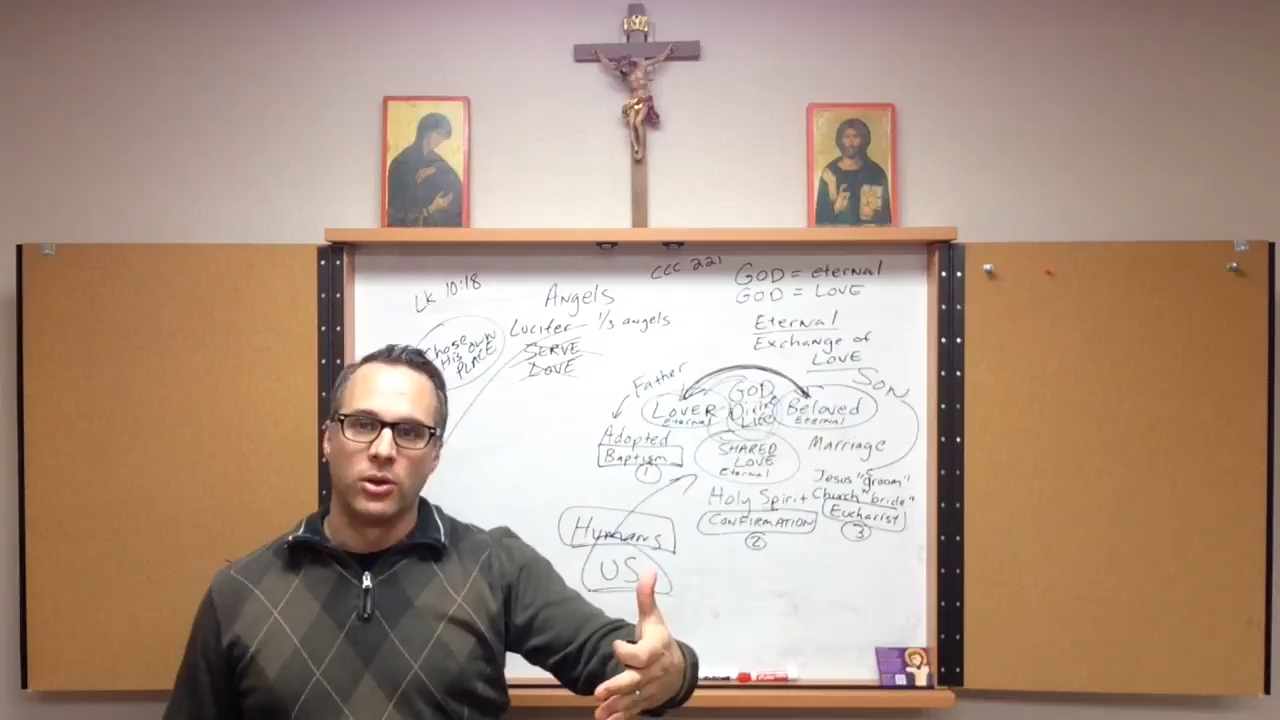 LK 10:18
Chose
His own
PLACE
Angels
Lucifer 1/3 angels
SERVE
LOVE
CCC 221
GOD = eternal
GOD = LOVE
Eternal
Exchange of
LOVE
Father
Son
GOD
Divine
Life
LOVER
eternal
Beloved
Eternal
SHARED
LOVE
Eternal
Adopted
Baptism
1
Holy Spirit
CONFIRMATION
2
Marriage
Jesus "groom"
Church "bride"
Eucharist
3
Humans
US